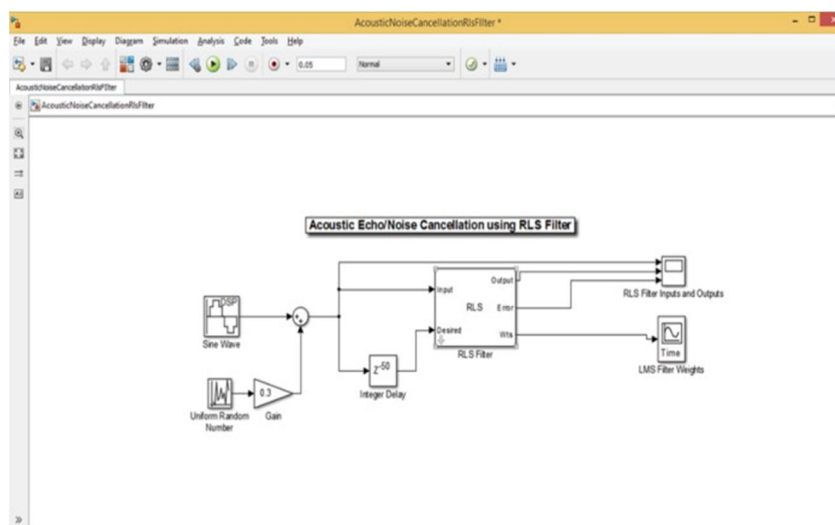 AcousticNoiseCancellationRlsFilter *
File Edit View Display Diagram Simulation Analysis Code Tools Help
0.05 Normal
AcousticNoiseCancellationRlsFilter
AcousticNoiseCancellationRlsFilter
Acoustic Echo/Noise Cancellation using RLS Filter
DSP
Sine Wave
Uniform Random
Number
0.3
Gain
z-50
Integer Delay
Input
Desired
RLS
Output
Error
Wts
RLS Filter
RLS Filter Inputs and Outputs
Time
LMS Filter Weights